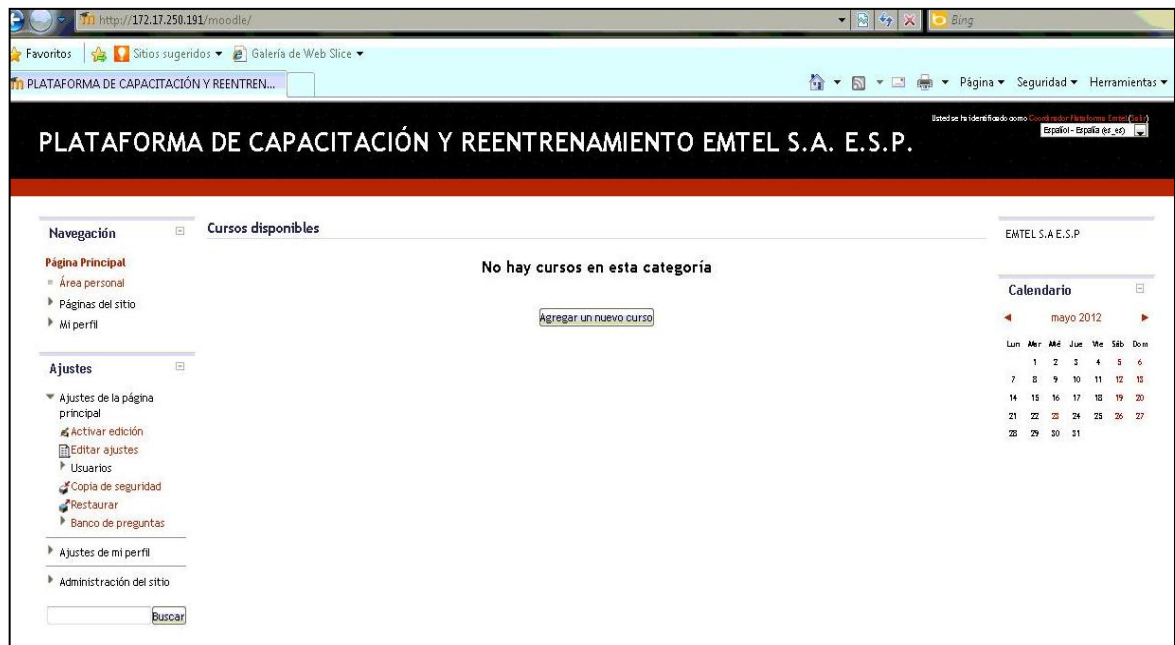 http://172.17.250.191/moodle/
Bing
Favoritos
Sitios sugeridos
Galería de Web Slice
PLATAFORMA DE CAPACITACIÓN Y REENTREN...
Página
Seguridad
Herramientas
Usted se ha identificado como Coordinador Plataforma Emtel (Salir)
Español - España (es_es)
PLATAFORMA DE CAPACITACIÓN Y REENTRENAMIENTO EMTEL S.A. E.S.P.
Navegación
Página Principal
Área personal
Páginas del sitio
Mi perfil
Ajustes
Ajustes de la página
principal
Activar edición
Editar ajustes
Usuarios
Copia de seguridad
Restaurar
Banco de preguntas
Ajustes de mi perfil
Administración del sitio
Buscar
Cursos disponibles
No hay cursos en esta categoría
Agregar un nuevo curso
EMTEL S.A E.S.P
Calendario
mayo 2012
Lun Mar Mié Jue Vie Sáb Dom
1 2 3 4 5 6
7 8 9 10 11 12 13
14 15 16 17 18 19 20
21 22 23 24 25 26 27
28 29 30 31